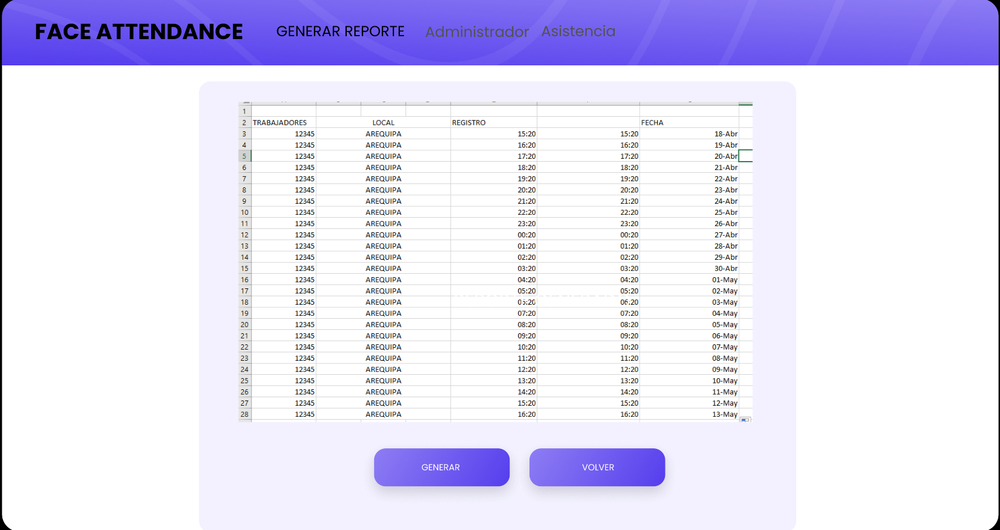 FACE ATTENDANCE GENERAR REPORTE Administrador Asistencia
1
2 TRABAJADORES LOCAL REGISTRO FECHA
3 12345 AREQUIPA 15:20 15:20 18-Abr
4 12345 AREQUIPA 16:20 16:20 19-Abr
5 12345 AREQUIPA 17:20 17:20 20-Abr
6 12345 AREQUIPA 18:20 18:20 21-Abr
7 12345 AREQUIPA 19:20 19:20 22-Abr
8 12345 AREQUIPA 20:20 20:20 23-Abr
9 12345 AREQUIPA 21:20 21:20 24-Abr
10 12345 AREQUIPA 22:20 22:20 25-Abr
11 12345 AREQUIPA 23:20 23:20 26-Abr
12 12345 AREQUIPA 00:20 00:20 27-Abr
13 12345 AREQUIPA 01:20 01:20 28-Abr
14 12345 AREQUIPA 02:20 02:20 29-Abr
15 12345 AREQUIPA 03:20 03:20 30-Abr
16 12345 AREQUIPA 04:20 04:20 01-May
17 12345 AREQUIPA 05:20 05:20 02-May
18 12345 AREQUIPA 06:20 06:20 03-May
19 12345 AREQUIPA 07:20 07:20 04-May
20 12345 AREQUIPA 08:20 08:20 05-May
21 12345 AREQUIPA 09:20 09:20 06-May
22 12345 AREQUIPA 10:20 10:20 07-May
23 12345 AREQUIPA 11:20 11:20 08-May
24 12345 AREQUIPA 12:20 12:20 09-May
25 12345 AREQUIPA 13:20 13:20 10-May
26 12345 AREQUIPA 14:20 14:20 11-May
27 12345 AREQUIPA 15:20 15:20 12-May
28 12345 AREQUIPA 16:20 16:20 13-May
GENERAR VOLVER